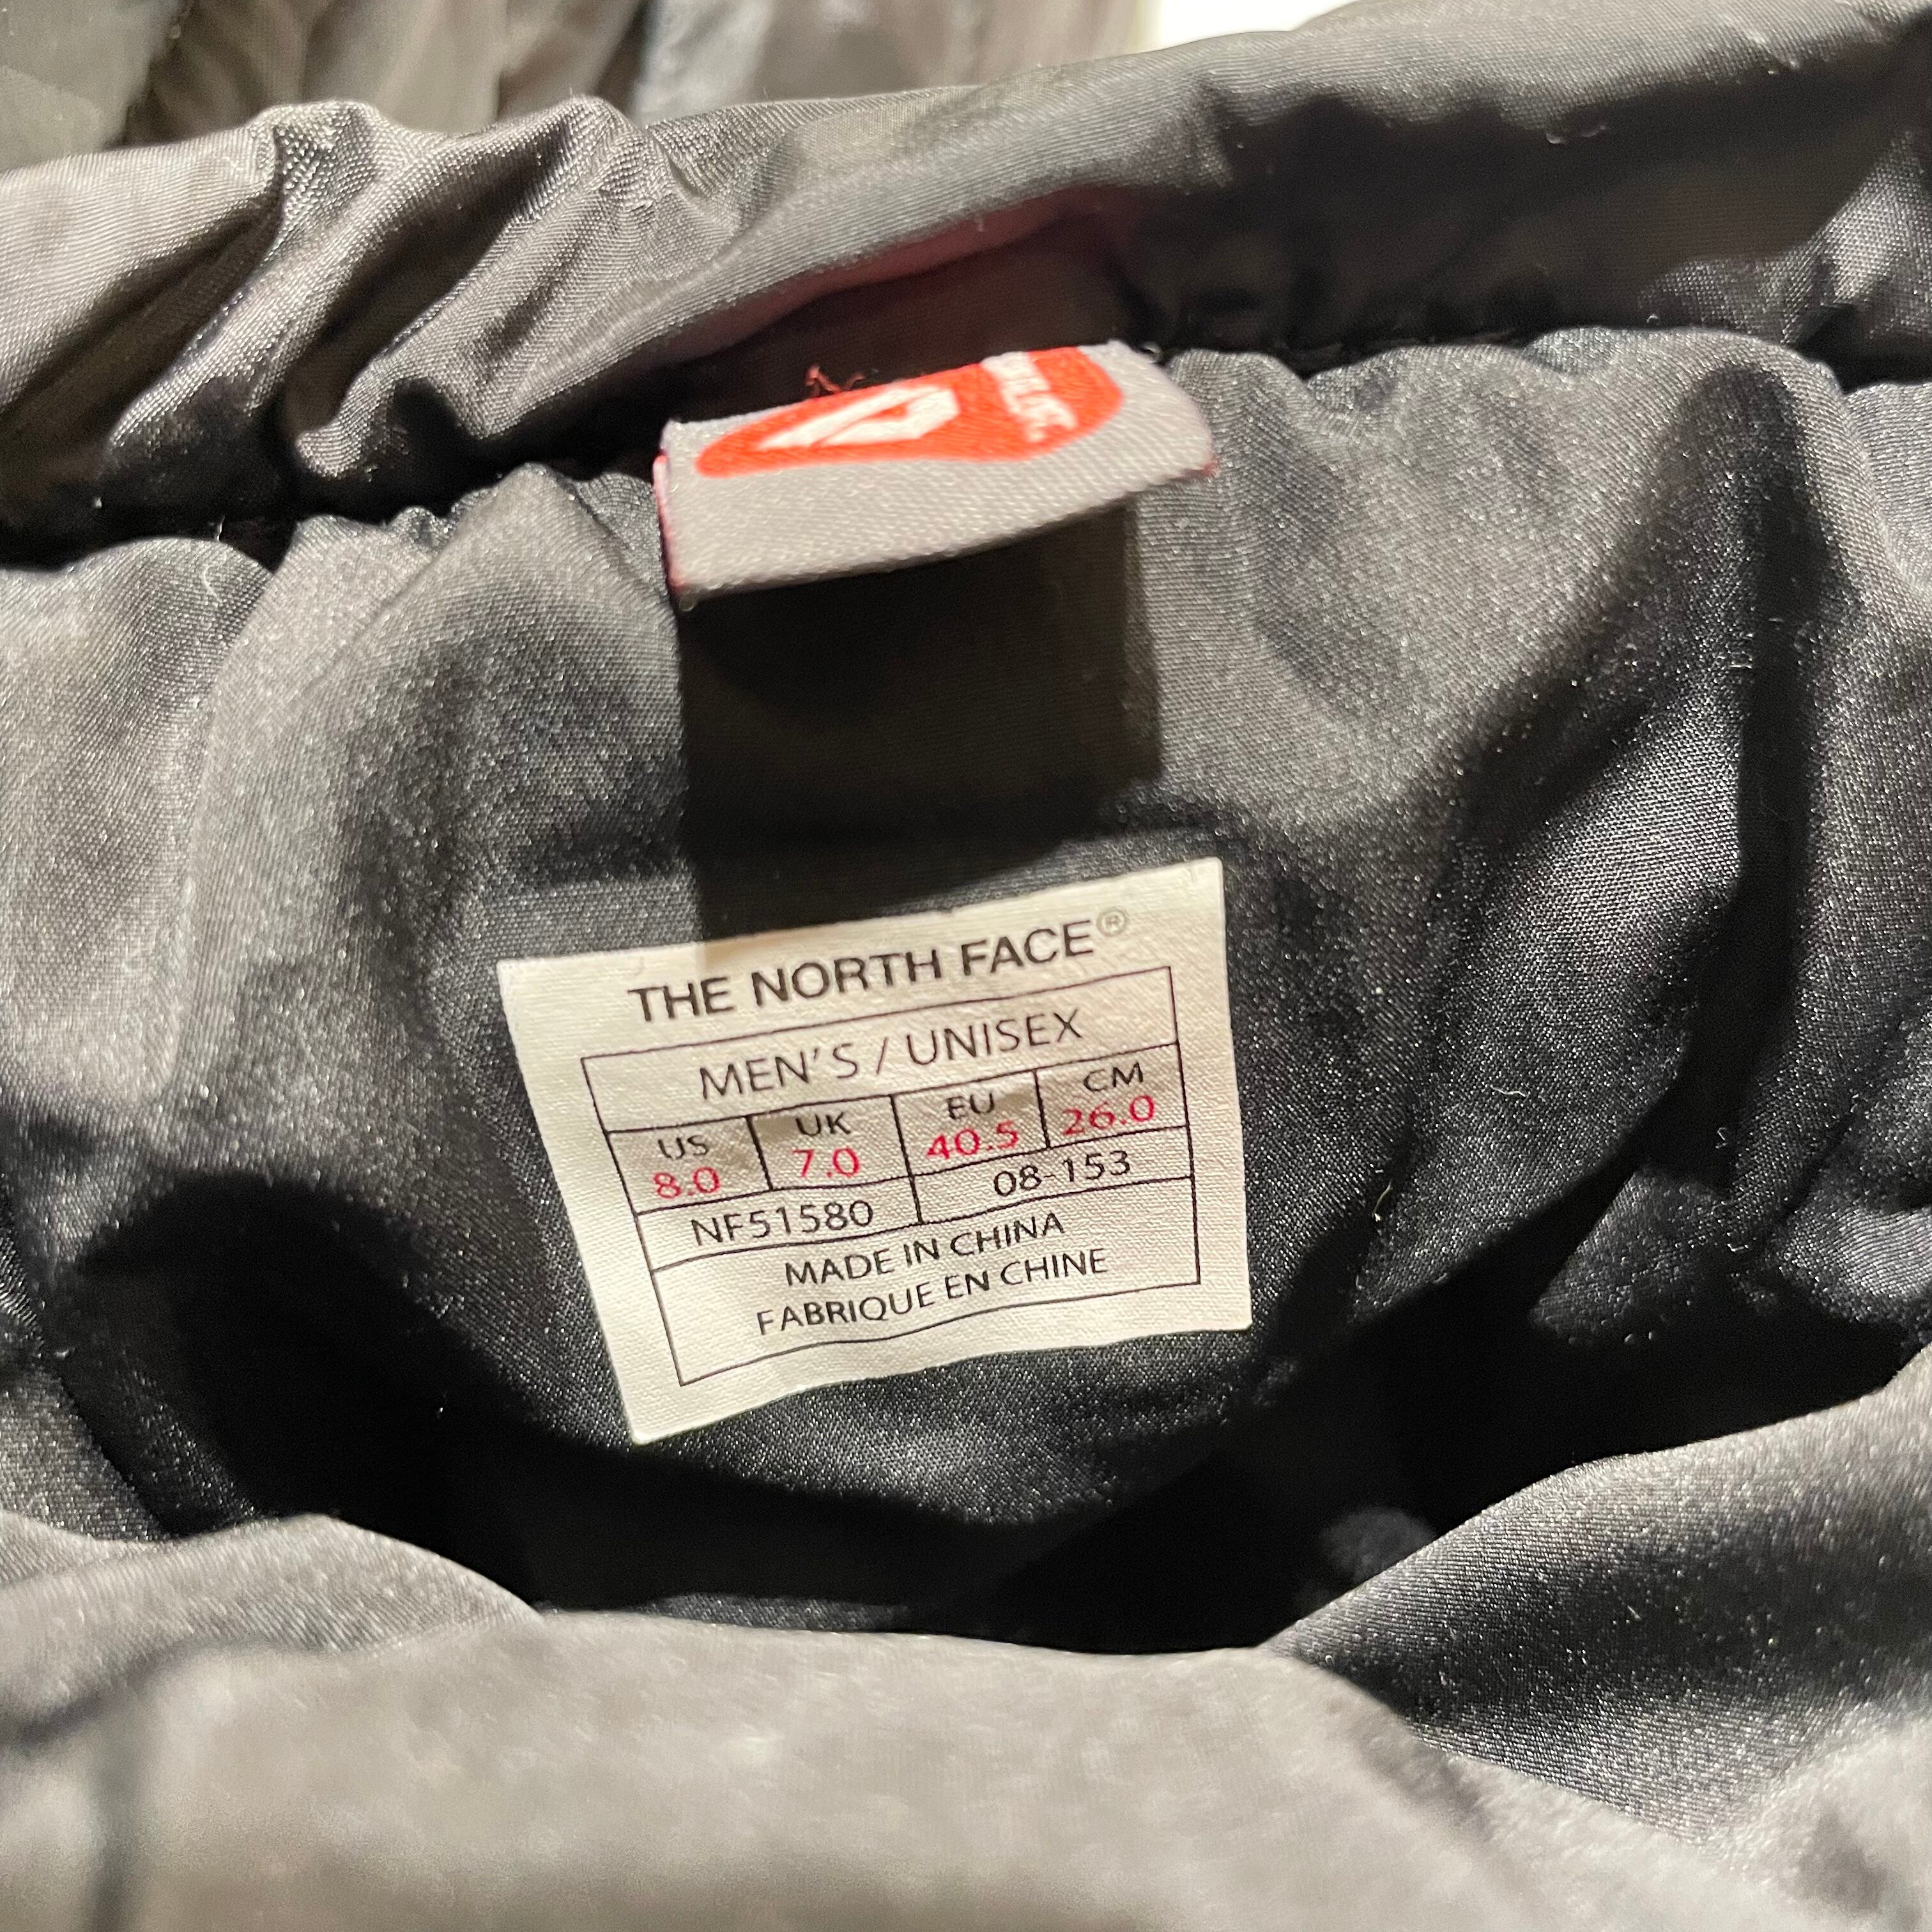 THE NORTH FACE®
MEN'S / UNISEX
US UK EU CM
8.0 7.0 40.5 26.0
NF51580 08-153
MADE IN CHINA
FABRIQUE EN CHINE